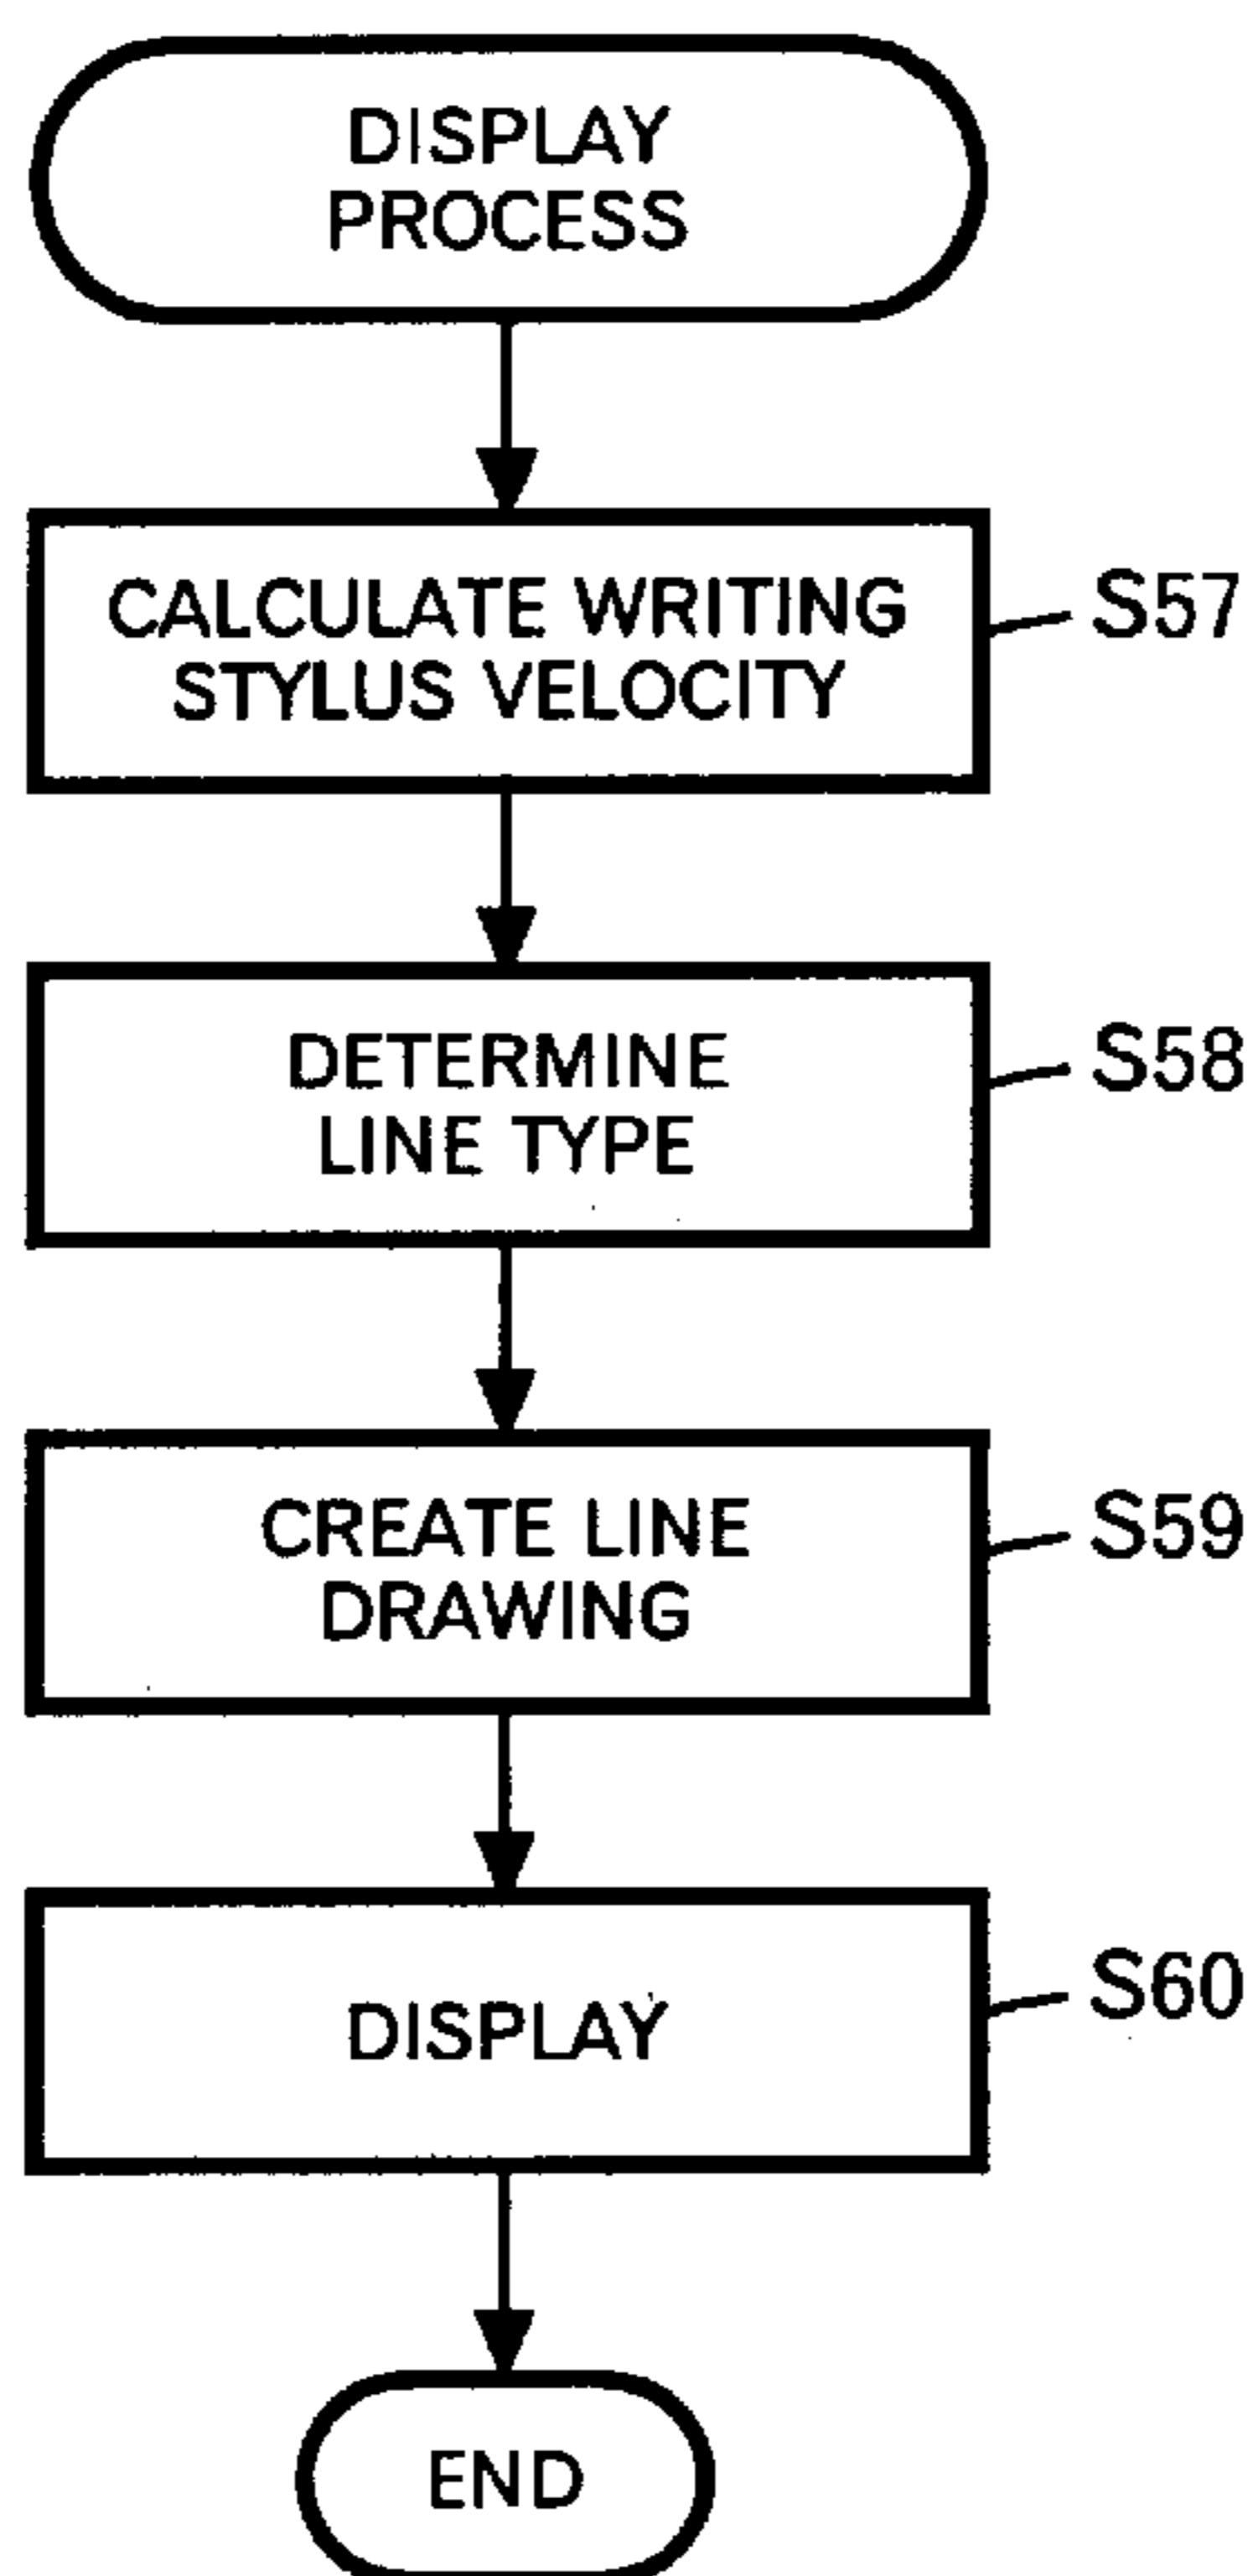 DISPLAY
PROCESS
CALCULATE WRITING
STYLUS VELOCITY
S57
DETERMINE
LINE TYPE
S58
CREATE LINE
DRAWING
S59
DISPLAY
S60
END